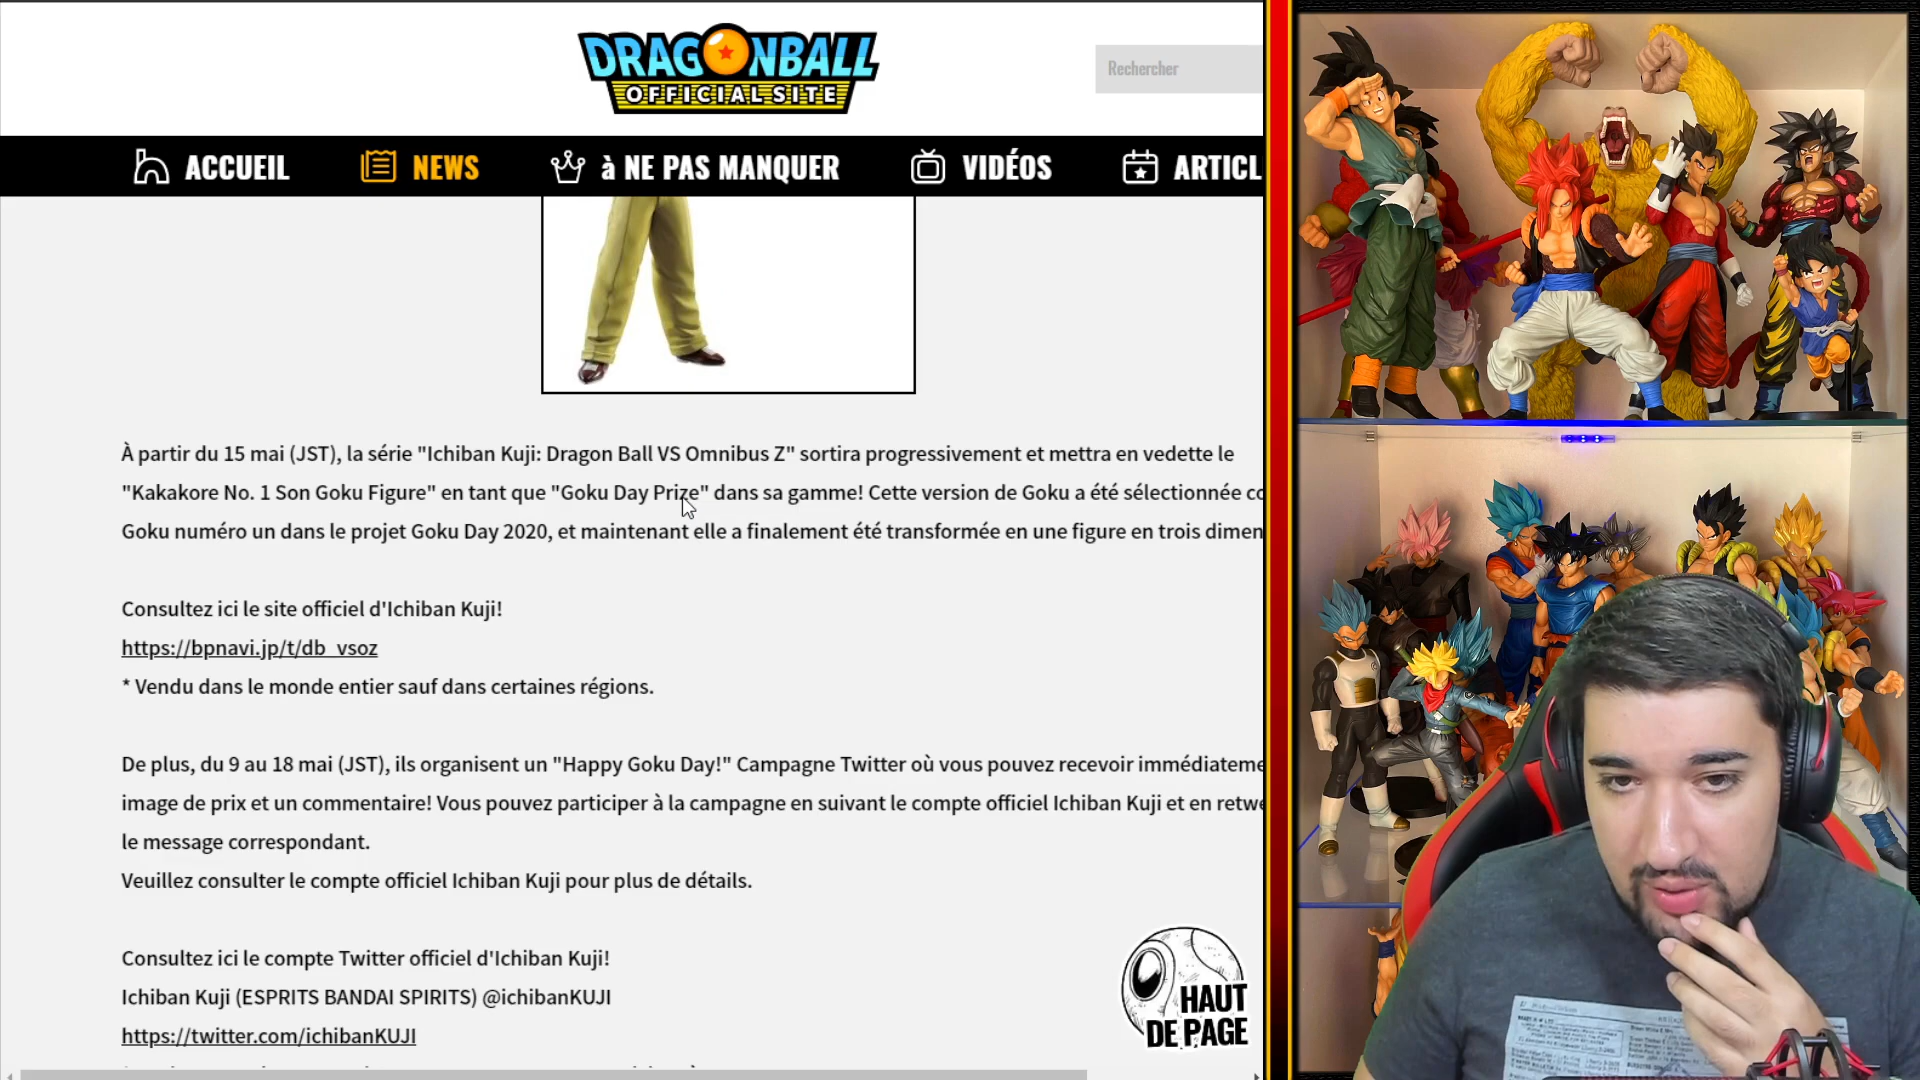 DRAGONBALL
OFFICIAL SITE
Rechercher
ACCUEIL
NEWS
à NE PAS MANQUER
VIDÉOS
ARTICL
À partir du 15 mai (JST), la série "Ichiban Kuji: Dragon Ball VS Omnibus Z" sortira progressivement et mettra en vedette le
"Kakakore No. 1 Son Goku Figure" en tant que "Goku Day Prize" dans sa gamme! Cette version de Goku a été sélectionnée co
Goku numéro un dans le projet Goku Day 2020, et maintenant elle a finalement été transformée en une figure en trois dimen
Consultez ici le site officiel d'Ichiban Kuji!
https://bpnavi.jp/t/db_vsoz
* Vendu dans le monde entier sauf dans certaines régions.
De plus, du 9 au 18 mai (JST), ils organisent un "Happy Goku Day!" Campagne Twitter où vous pouvez recevoir immédiateme
image de prix et un commentaire! Vous pouvez participer à la campagne en suivant le compte officiel Ichiban Kuji et en retwe
le message correspondant.
Veuillez consulter le compte officiel Ichiban Kuji pour plus de détails.
Consultez ici le compte Twitter officiel d'Ichiban Kuji!
Ichiban Kuji (ESPRITS BANDAI SPIRITS) @ichibanKUJI
https://twitter.com/ichibanKUJI
HAUT
DE PAGE